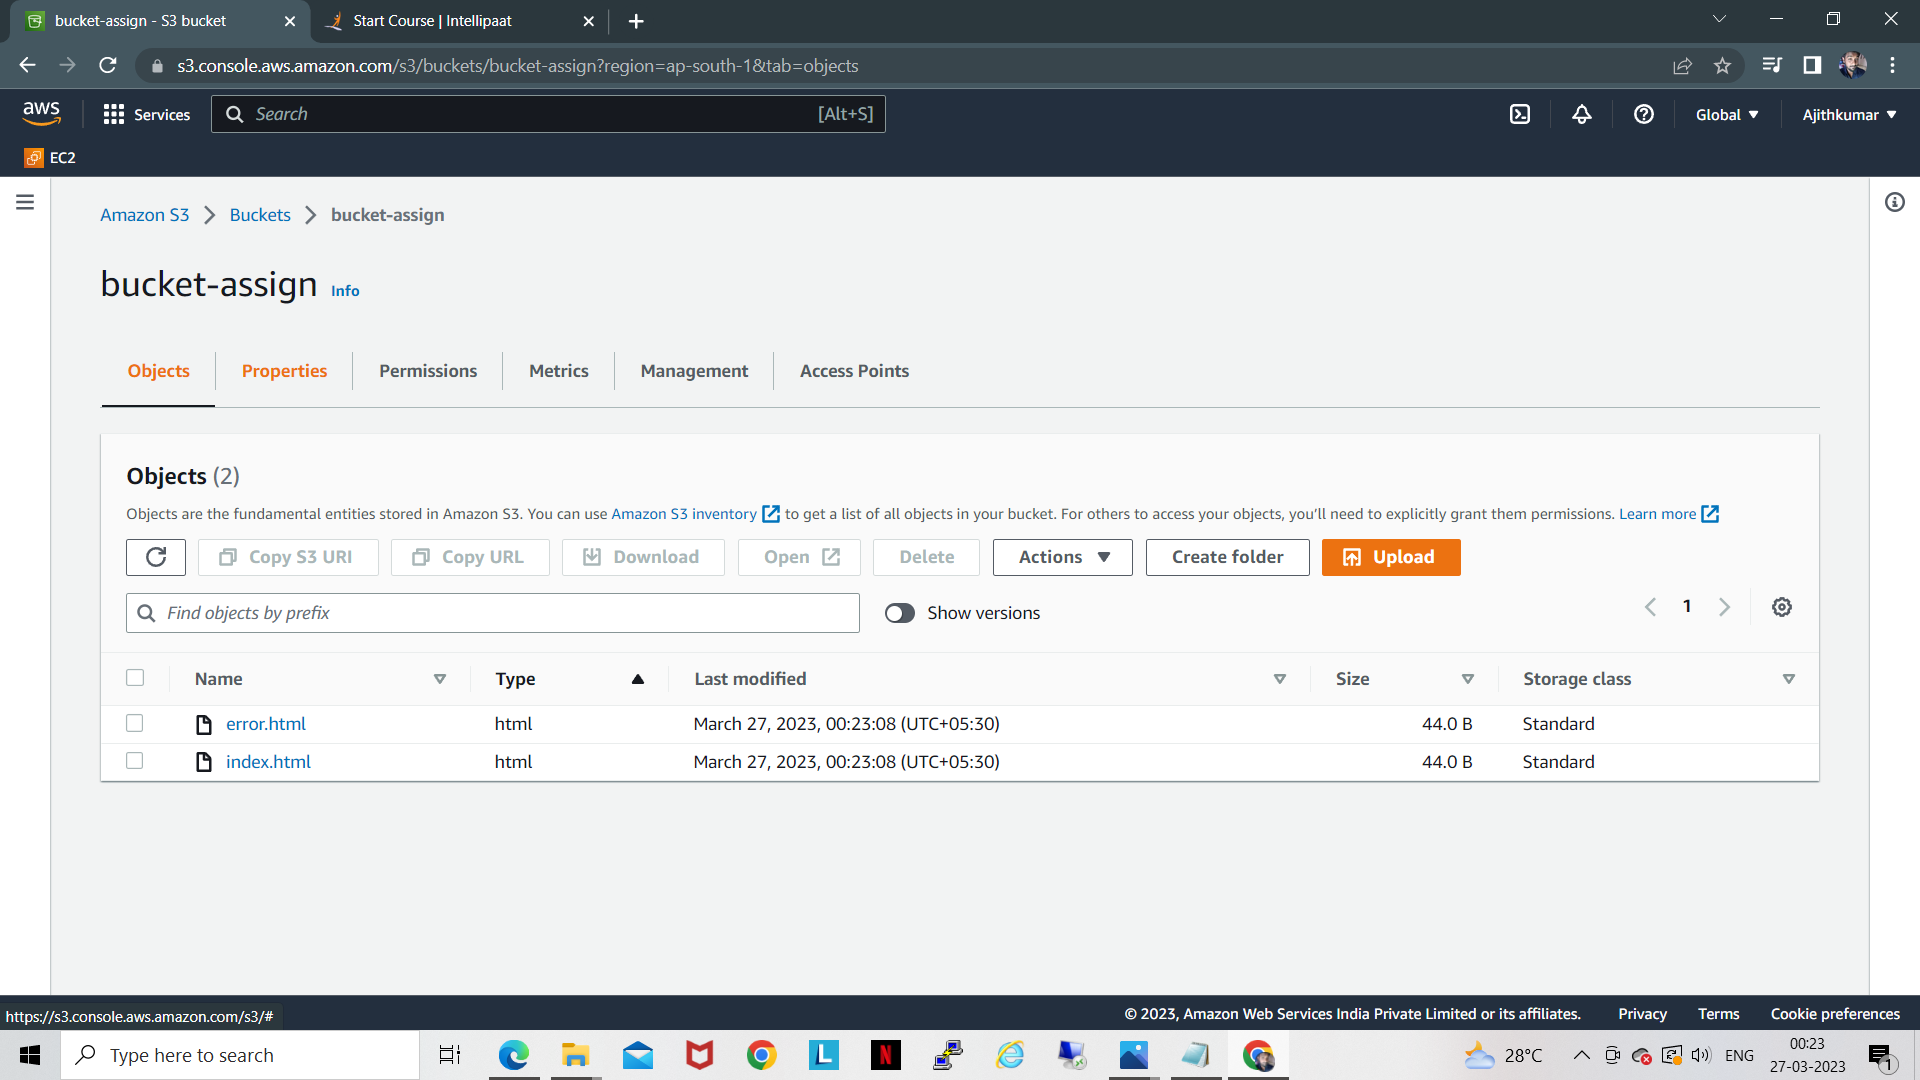 bucket-assign - S3 bucket
Start Course | Intellipaat
s3.console.aws.amazon.com/s3/buckets/bucket-assign?region=ap-south-1&tab=objects
aws
Services
Search
[Alt+S]
Global
Ajithkumar
EC2
Amazon S3
Buckets
bucket-assign
bucket-assign
Info
Objects
Properties
Permissions
Metrics
Management
Access Points
Objects (2)
Objects are the fundamental entities stored in Amazon S3. You can use Amazon S3 inventory to get a list of all objects in your bucket. For others to access your objects, you'll need to explicitly grant them permissions. Learn more
Copy S3 URI
Copy URL
Download
Open
Delete
Actions
Create folder
Upload
Find objects by prefix
Show versions
1
Name
Type
Last modified
Size
Storage class
error.html
html
March 27, 2023, 00:23:08 (UTC+05:30)
44.0 B
Standard
index.html
html
March 27, 2023, 00:23:08 (UTC+05:30)
44.0 B
Standard
https://s3.console.aws.amazon.com/s3/#
© 2023, Amazon Web Services India Private Limited or its affiliates.
Privacy
Terms
Cookie preferences
Type here to search
L
N
28°C
ENG
00:23
27-03-2023
1